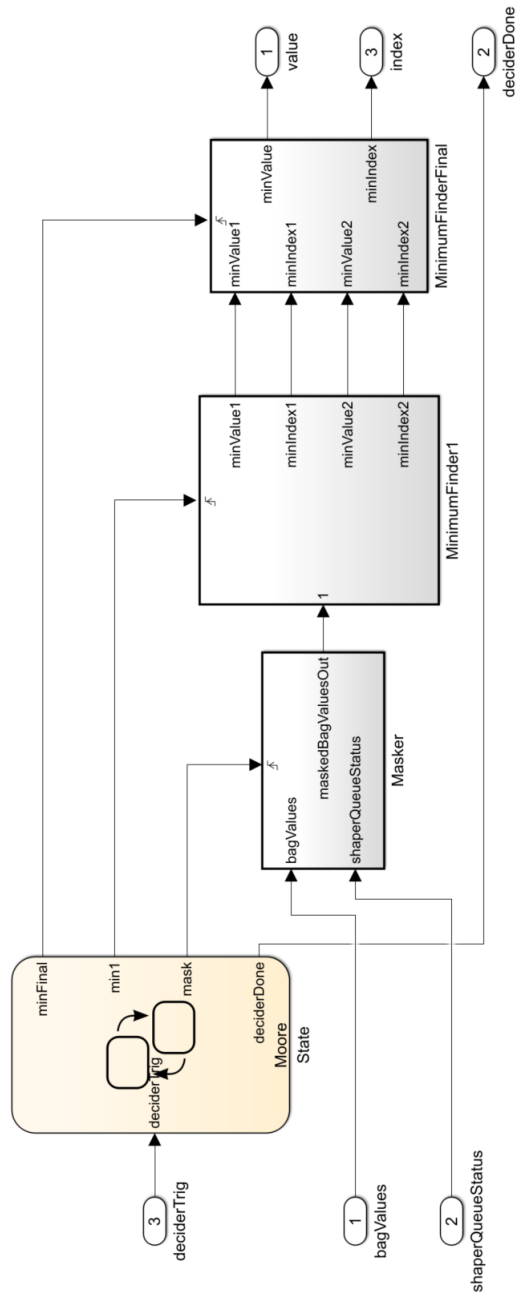 3
deciderTrig
1
bagValues
2
shaperQueueStatus
deciderTrig
minFinal
min1
mask
deciderDone
Moore
State
bagValues
shaperQueueStatus
maskedBagValuesOut
Masker
1
minValue1
minIndex1
minValue2
minIndex2
MinimumFinder1
minValue1
minIndex1
minValue2
minIndex2
minValue
minIndex
MinimumFinderFinal
1
value
3
index
2
deciderDone